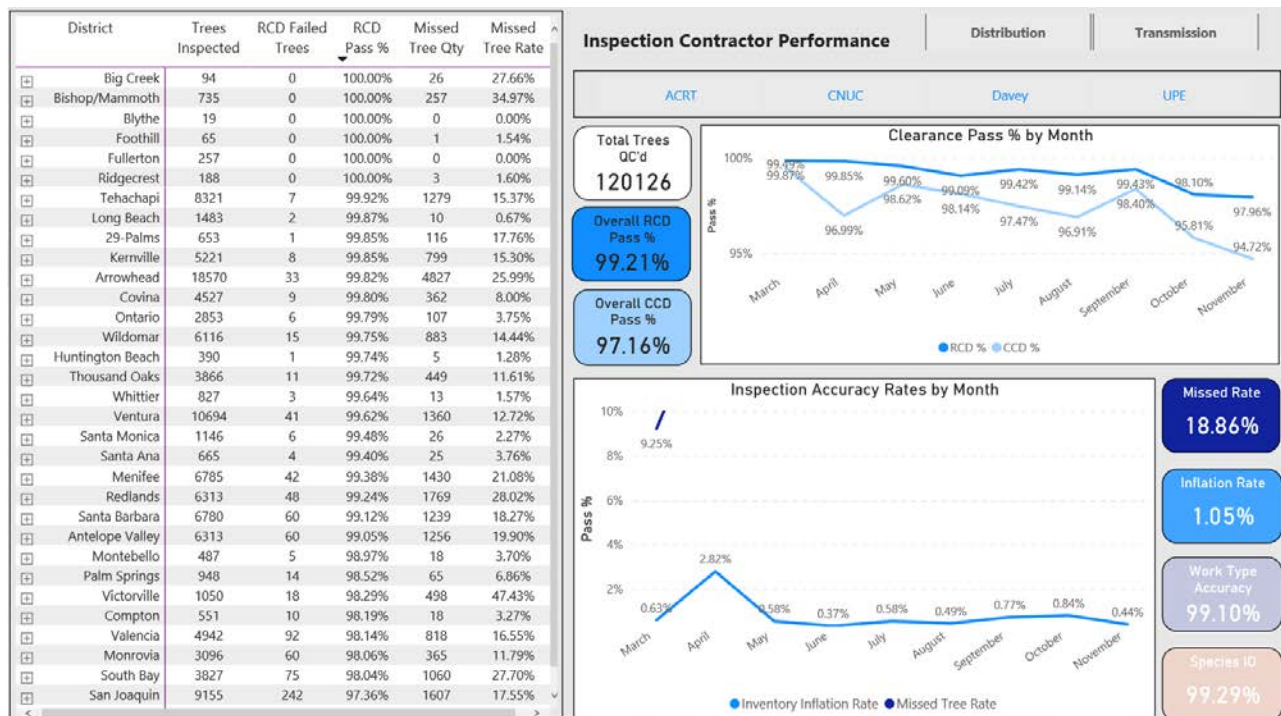 District Trees Inspected RCD Failed Trees RCD Pass % Missed Tree Qty Missed Tree Rate
Big Creek 94 0 100.00% 26 27.66%
Bishop/Mammoth 735 0 100.00% 257 34.97%
Blythe 19 0 100.00% 0 0.00%
Foothill 65 0 100.00% 1 1.54%
Fullerton 257 0 100.00% 0 0.00%
Ridgecrest 188 0 100.00% 3 1.60%
Tehachapi 8321 7 99.92% 1279 15.37%
Long Beach 1483 2 99.87% 10 0.67%
29-Palms 653 1 99.85% 116 17.76%
Kernville 5221 8 99.85% 799 15.30%
Arrowhead 18570 33 99.82% 4827 25.99%
Covina 4527 9 99.80% 362 8.00%
Ontario 2853 6 99.79% 107 3.75%
Wildomar 6116 15 99.75% 883 14.44%
Huntington Beach 390 1 99.74% 5 1.28%
Thousand Oaks 3866 11 99.72% 449 11.61%
Whittier 827 3 99.64% 13 1.57%
Ventura 10694 41 99.62% 1360 12.72%
Santa Monica 1146 6 99.48% 26 2.27%
Santa Ana 665 4 99.40% 25 3.76%
Menifee 6785 42 99.38% 1430 21.08%
Redlands 6313 48 99.24% 1769 28.02%
Santa Barbara 6780 60 99.12% 1239 18.27%
Antelope Valley 6313 60 99.05% 1256 19.90%
Montebello 487 5 98.97% 18 3.70%
Palm Springs 948 14 98.52% 65 6.86%
Victorville 1050 18 98.29% 498 47.43%
Compton 551 10 98.19% 18 3.27%
Valencia 4942 92 98.14% 818 16.55%
Monrovia 3096 60 98.06% 365 11.79%
South Bay 3827 75 98.04% 1060 27.70%
San Joaquin 9155 242 97.36% 1607 17.55%
Inspection Contractor Performance
Distribution Transmission
ACRT CNUC Davey UPE
Total Trees
QC'd
120126
Overall RCD
Pass %
99.21%
Overall CCD
Pass %
97.16%
Clearance Pass % by Month
Pass %
100%
95%
99.49%
99.87% 99.85% 99.60% 99.09% 99.42% 99.14% 99.43% 98.10% 97.96%
96.99% 98.62% 98.14% 97.47% 96.91% 98.40% 95.81% 94.72%
March April May June July August September October November
RCD % CCD %
Inspection Accuracy Rates by Month
Pass %
10%
8%
6%
4%
2%
9.25%
0.63% 2.82% 0.58% 0.37% 0.58% 0.49% 0.77% 0.84% 0.44%
March April May June July August September October November
Inventory Inflation Rate Missed Tree Rate
Missed Rate
18.86%
Inflation Rate
1.05%
Work Type
Accuracy
99.10%
Species ID
99.29%